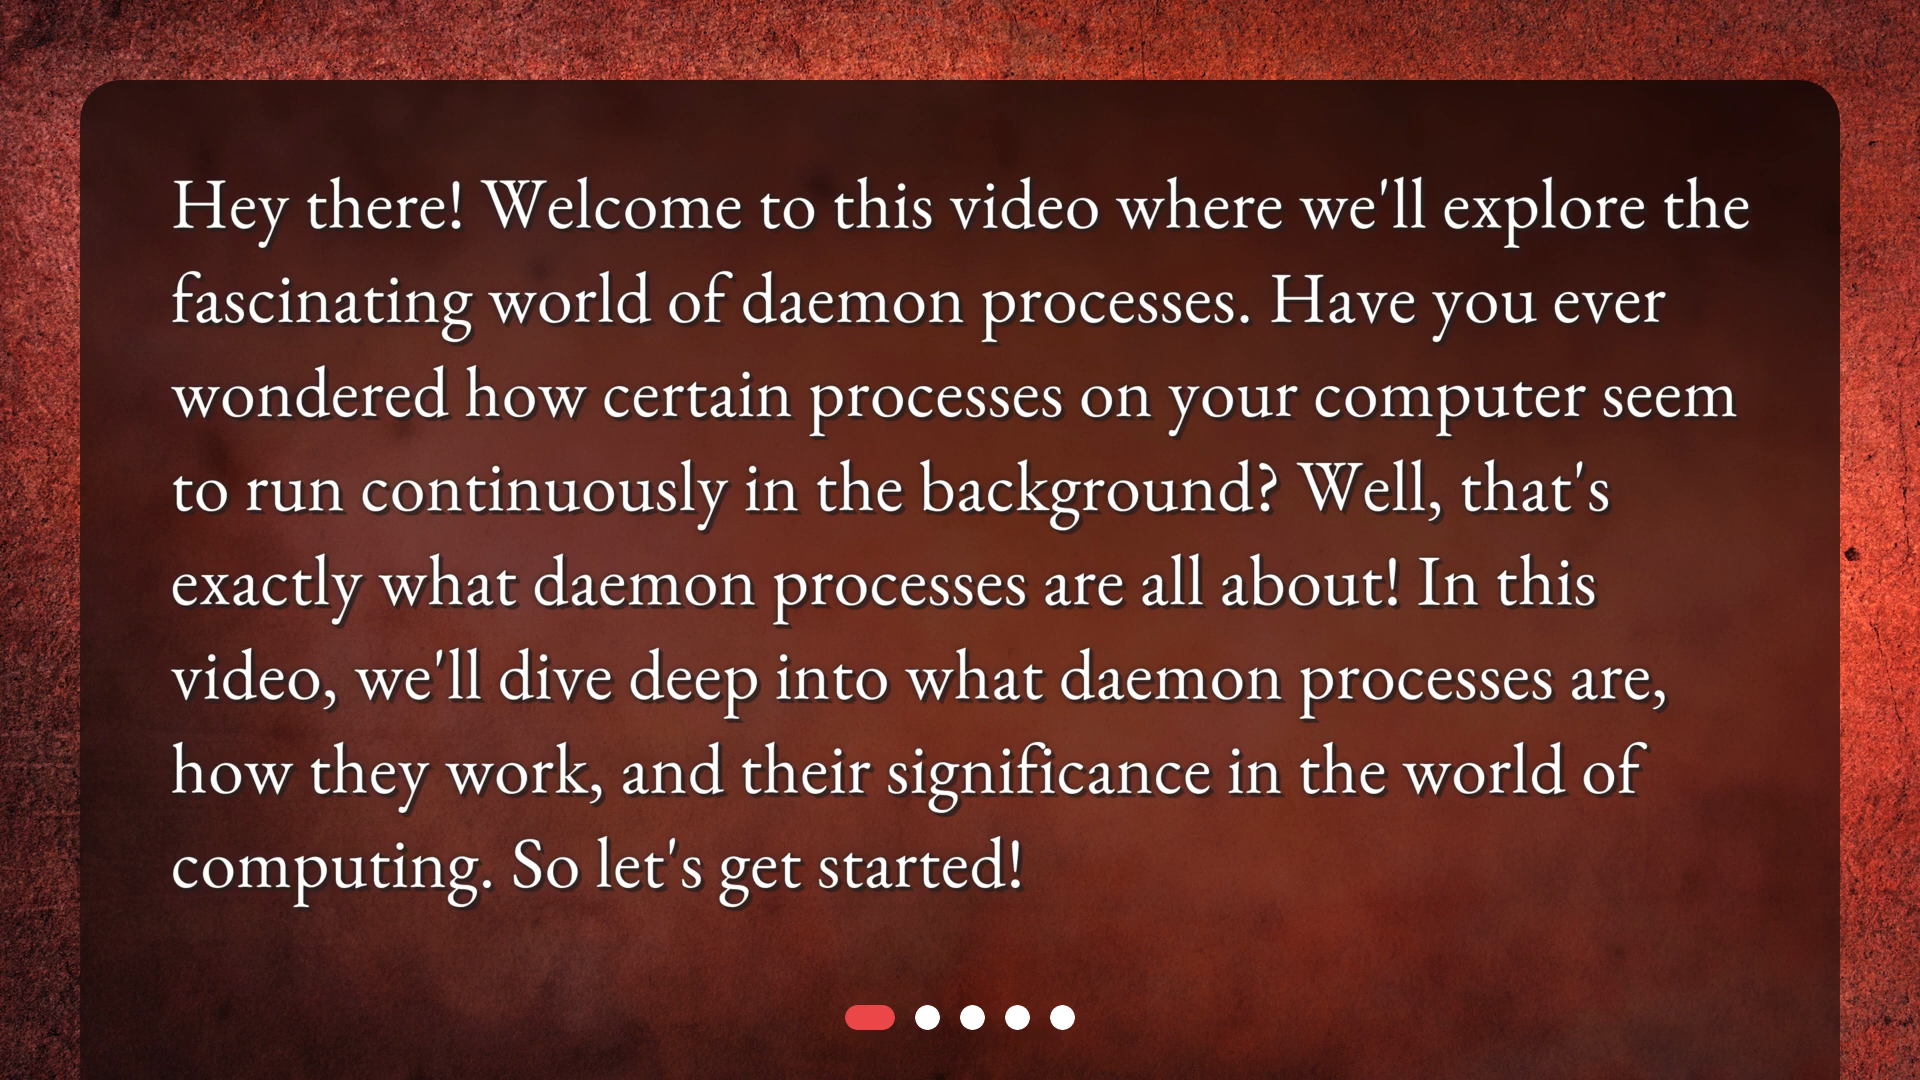 Hey there! Welcome to this video where we'll explore the
fascinating world of daemon processes. Have you ever
wondered how certain processes on your computer seem
to run continuously in the background? Well, that's
exactly what daemon processes are all about! In this
video, we'll dive deep into what daemon processes are,
how they work, and their significance in the world of
computing. So let's get started!